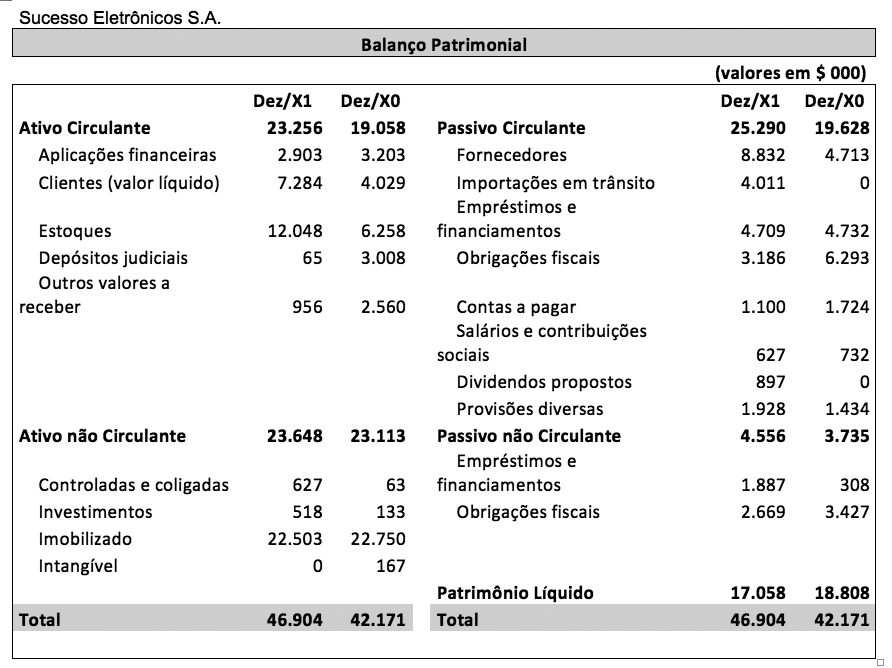 Sucesso Eletrônicos S.A.
Balanço Patrimonial
(valores em $ 000)
Dez/X1 Dez/X0 Dez/X1 Dez/X0
Ativo Circulante 23.256 19.058 Passivo Circulante 25.290 19.628
Aplicações financeiras 2.903 3.203 Fornecedores 8.832 4.713
Clientes (valor líquido) 7.284 4.029 Importações em trânsito 4.011 0
Empréstimos e
Estoques 12.048 6.258 financiamentos 4.709 4.732
Depósitos judiciais 65 3.008 Obrigações fiscais 3.186 6.293
Outros valores a
receber 956 2.560 Contas a pagar 1.100 1.724
Salários e contribuições
sociais 627 732
Dividendos propostos 897 0
Provisões diversas 1.928 1.434
Ativo não Circulante 23.648 23.113 Passivo não Circulante 4.556 3.735
Empréstimos e
Controladas e coligadas 627 63 financiamentos 1.887 308
Investimentos 518 133 Obrigações fiscais 2.669 3.427
Imobilizado 22.503 22.750
Intangível 0 167
Patrimônio Líquido 17.058 18.808
Total 46.904 42.171 Total 46.904 42.171